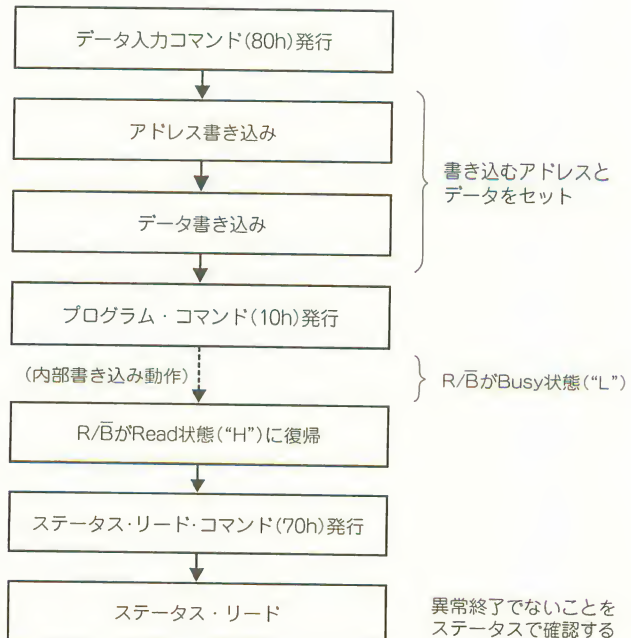 データ入力コマンド(80h)発行
アドレス書き込み
データ書き込み
書き込むアドレスと
データをセット
プログラム・コマンド(10h)発行
(内部書き込み動作)
R/B̅がBusy状態("L")
R/B̅がRead状態("H")に復帰
ステータス・リード・コマンド(70h)発行
ステータス・リード
異常終了でないことを
ステータスで確認する